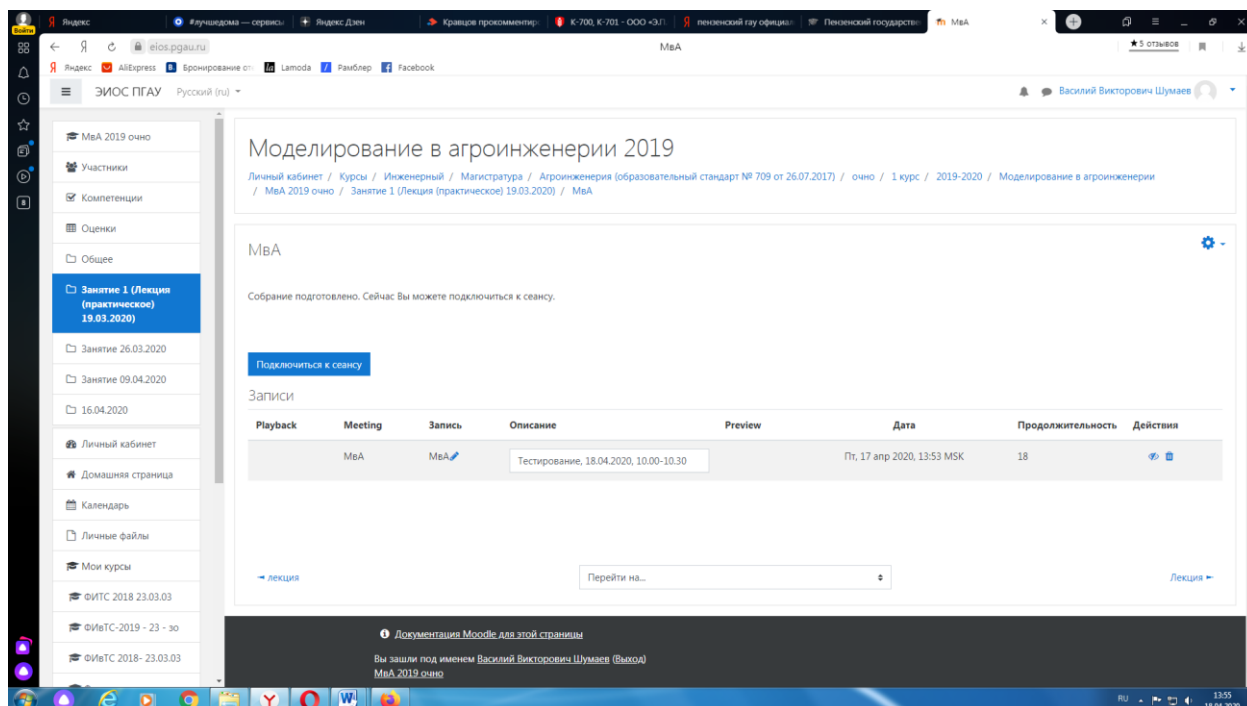 Войти
Яндекс
#лучшедома — сервисы
Яндекс.Дзен
Кравцов прокомментир
К-700, К-701 - ООО «З.Г.
пензенский гау официал
Пензенский государстве
МвА
eios.pgau.ru
МвА
★5 отзывов
Яндекс
AliExpress
Бронирование от
Lamoda
Рамблер
Facebook
ЭИОС ПГАУ
Русский (ru)
Василий Викторович Шумаев
8
МвА 2019 очно
Участники
Компетенции
Оценки
Общее
Занятие 1 (Лекция
(практическое)
19.03.2020)
Занятие 26.03.2020
Занятие 09.04.2020
16.04.2020
Личный кабинет
Домашняя страница
Календарь
Личные файлы
Мои курсы
ФИТС 2018 23.03.03
ФИвТС-2019 - 23 - зо
ФИвТС 2018- 23.03.03
Моделирование в агроинженерии 2019
Личный кабинет / Курсы / Инженерный / Магистратура / Агроинженерия (образовательный стандарт № 709 от 26.07.2017) / очно / 1 курс / 2019-2020 / Моделирование в агроинженерии
/ МвА 2019 очно / Занятие 1 (Лекция (практическое) 19.03.2020) / МвА
МвА
Собрание подготовлено. Сейчас Вы можете подключиться к сеансу.
Подключиться к сеансу
Записи
Playback Meeting Запись Описание Preview Дата Продолжительность Действия
МвА МвА Тестирование, 18.04.2020, 10.00-10.30 Пт, 17 апр 2020, 13:53 MSK 18
лекция
Перейти на...
Лекция
Документация Moodle для этой страницы
Вы зашли под именем Василий Викторович Шумаев (Выход)
МвА 2019 очно
RU
13:55
18.04.2020